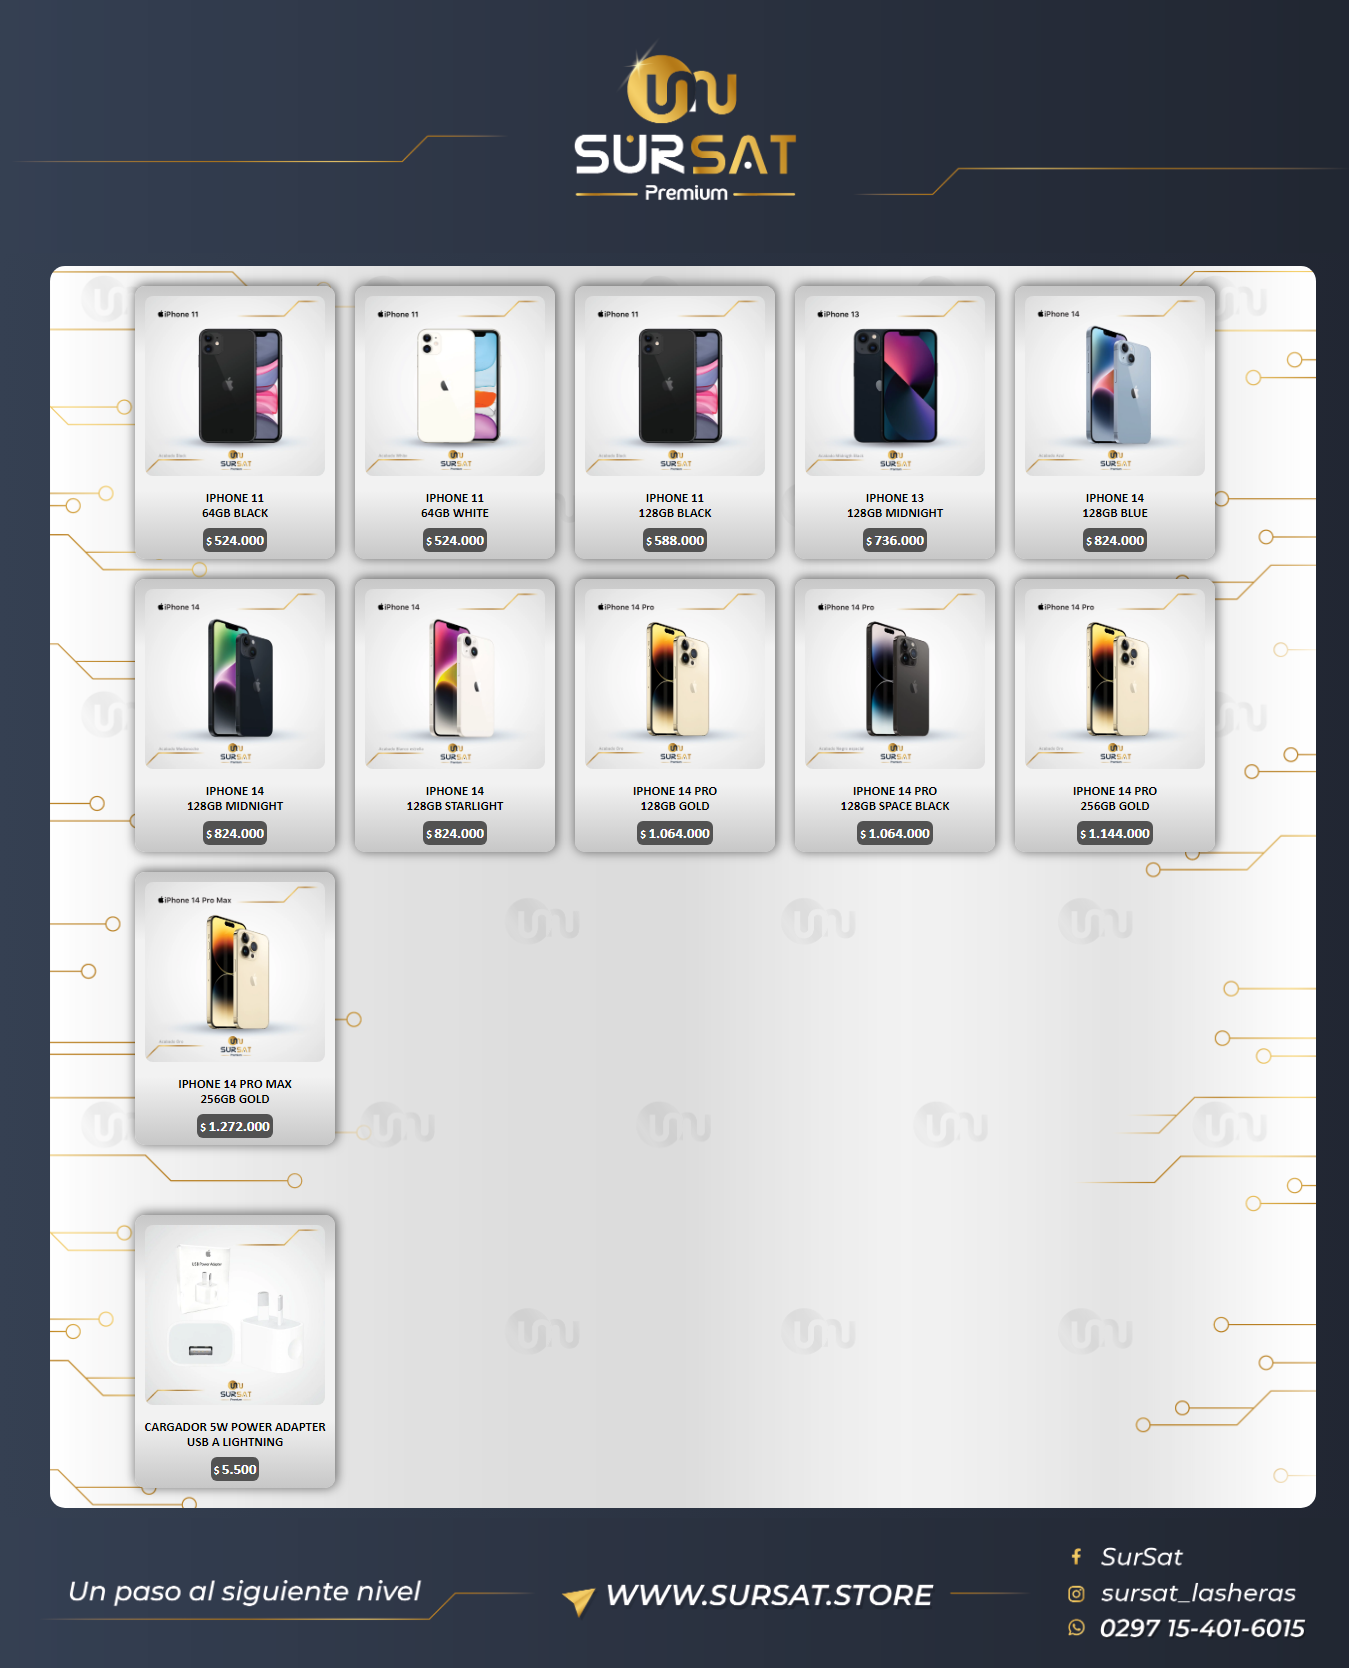 SURSAT
Premium
iPhone 11
SURSAT
IPHONE 11
64GB BLACK
$ 524.000
iPhone 11
SURSAT
IPHONE 11
64GB WHITE
$ 524.000
iPhone 11
SURSAT
IPHONE 11
128GB BLACK
$ 588.000
iPhone 13
SURSAT
IPHONE 13
128GB MIDNIGHT
$ 736.000
iPhone 14
SURSAT
IPHONE 14
128GB BLUE
$ 824.000
iPhone 14
SURSAT
IPHONE 14
128GB MIDNIGHT
$ 824.000
iPhone 14
SURSAT
IPHONE 14
128GB STARLIGHT
$ 824.000
iPhone 14 Pro
SURSAT
IPHONE 14 PRO
128GB GOLD
$ 1.064.000
iPhone 14 Pro
SURSAT
IPHONE 14 PRO
128GB SPACE BLACK
$ 1.064.000
iPhone 14 Pro
SURSAT
IPHONE 14 PRO
256GB GOLD
$ 1.144.000
iPhone 14 Pro Max
SURSAT
IPHONE 14 PRO MAX
256GB GOLD
$ 1.272.000
USB Power Adapter
SURSAT
CARGADOR 5W POWER ADAPTER
USB A LIGHTNING
$ 5.500
Un paso al siguiente nivel
WWW.SURSAT.STORE
SurSat
sursat_lasheras
0297 15-401-6015